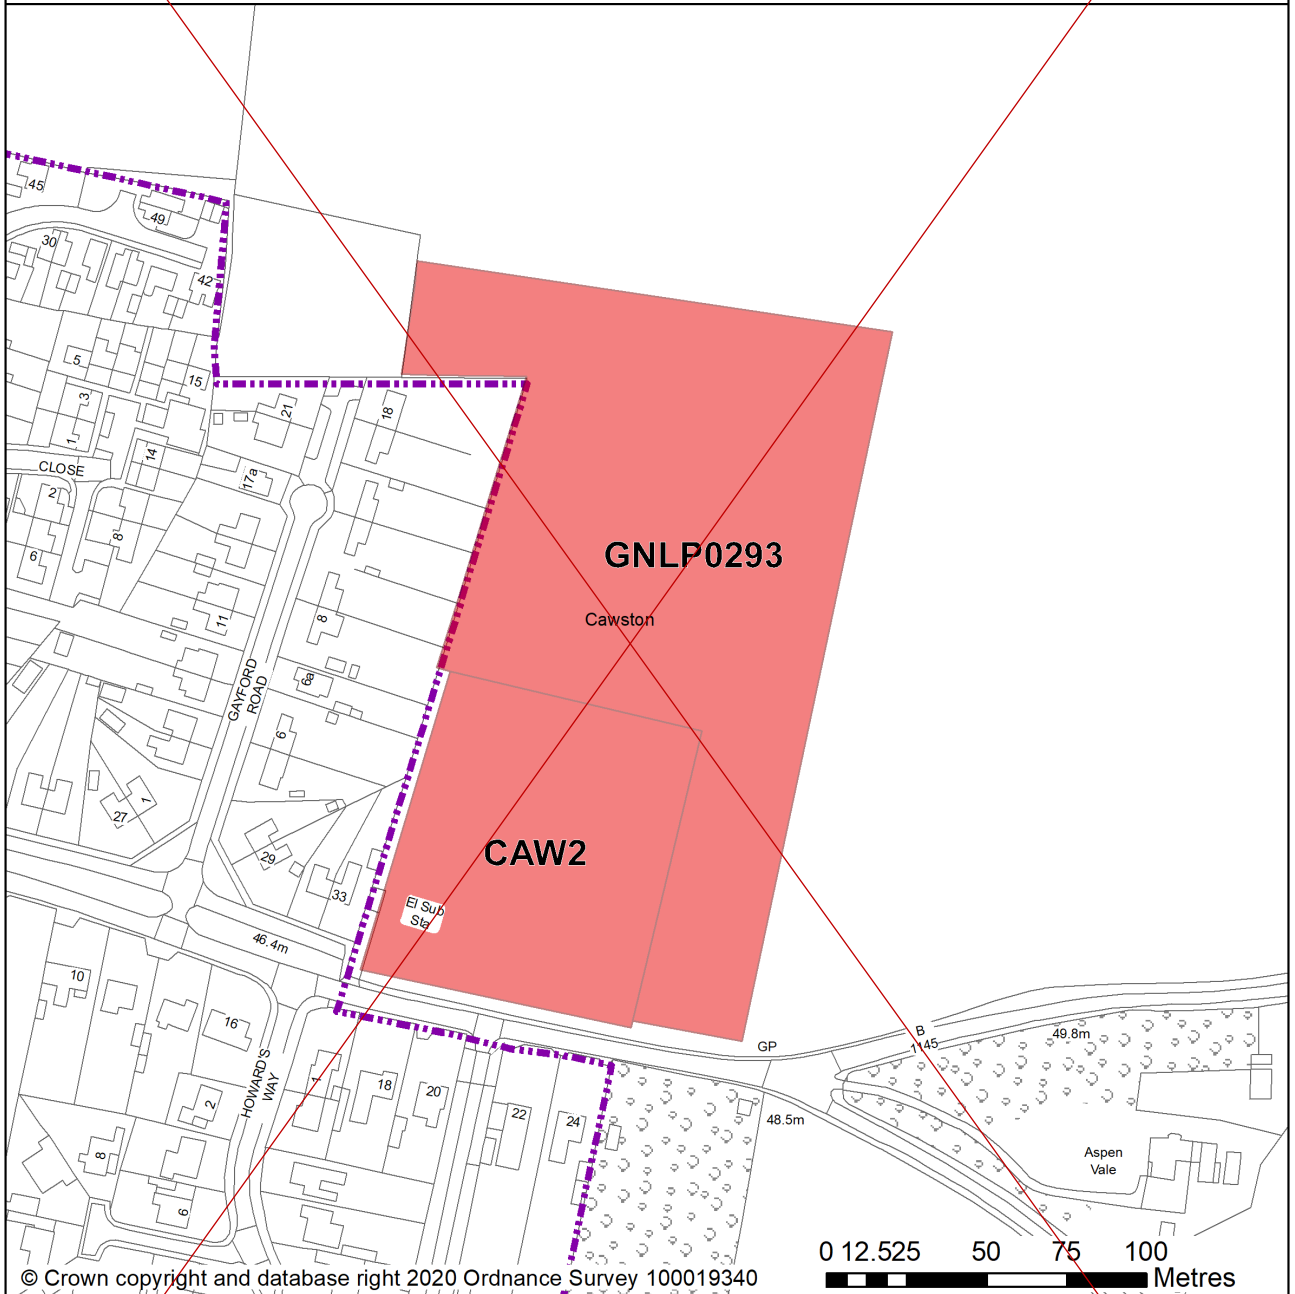 45
49
30
42
5
15
3
21
18
1
14
CLOSE
17a
2
8
GNLP0293
6
11
8
Cawston
6a
GAYFORD
ROAD
6
1
27
CAW2
29
33
El Sub
Sta
46.4m
10
16
B
1145
49.8m
GP
HOWARD'S
WAY
1
18
20
2
22
24
48.5m
8
Aspen
Vale
6
0 12.525 50 75 100
Metres
© Crown copyright and database right 2020 Ordnance Survey 100019340